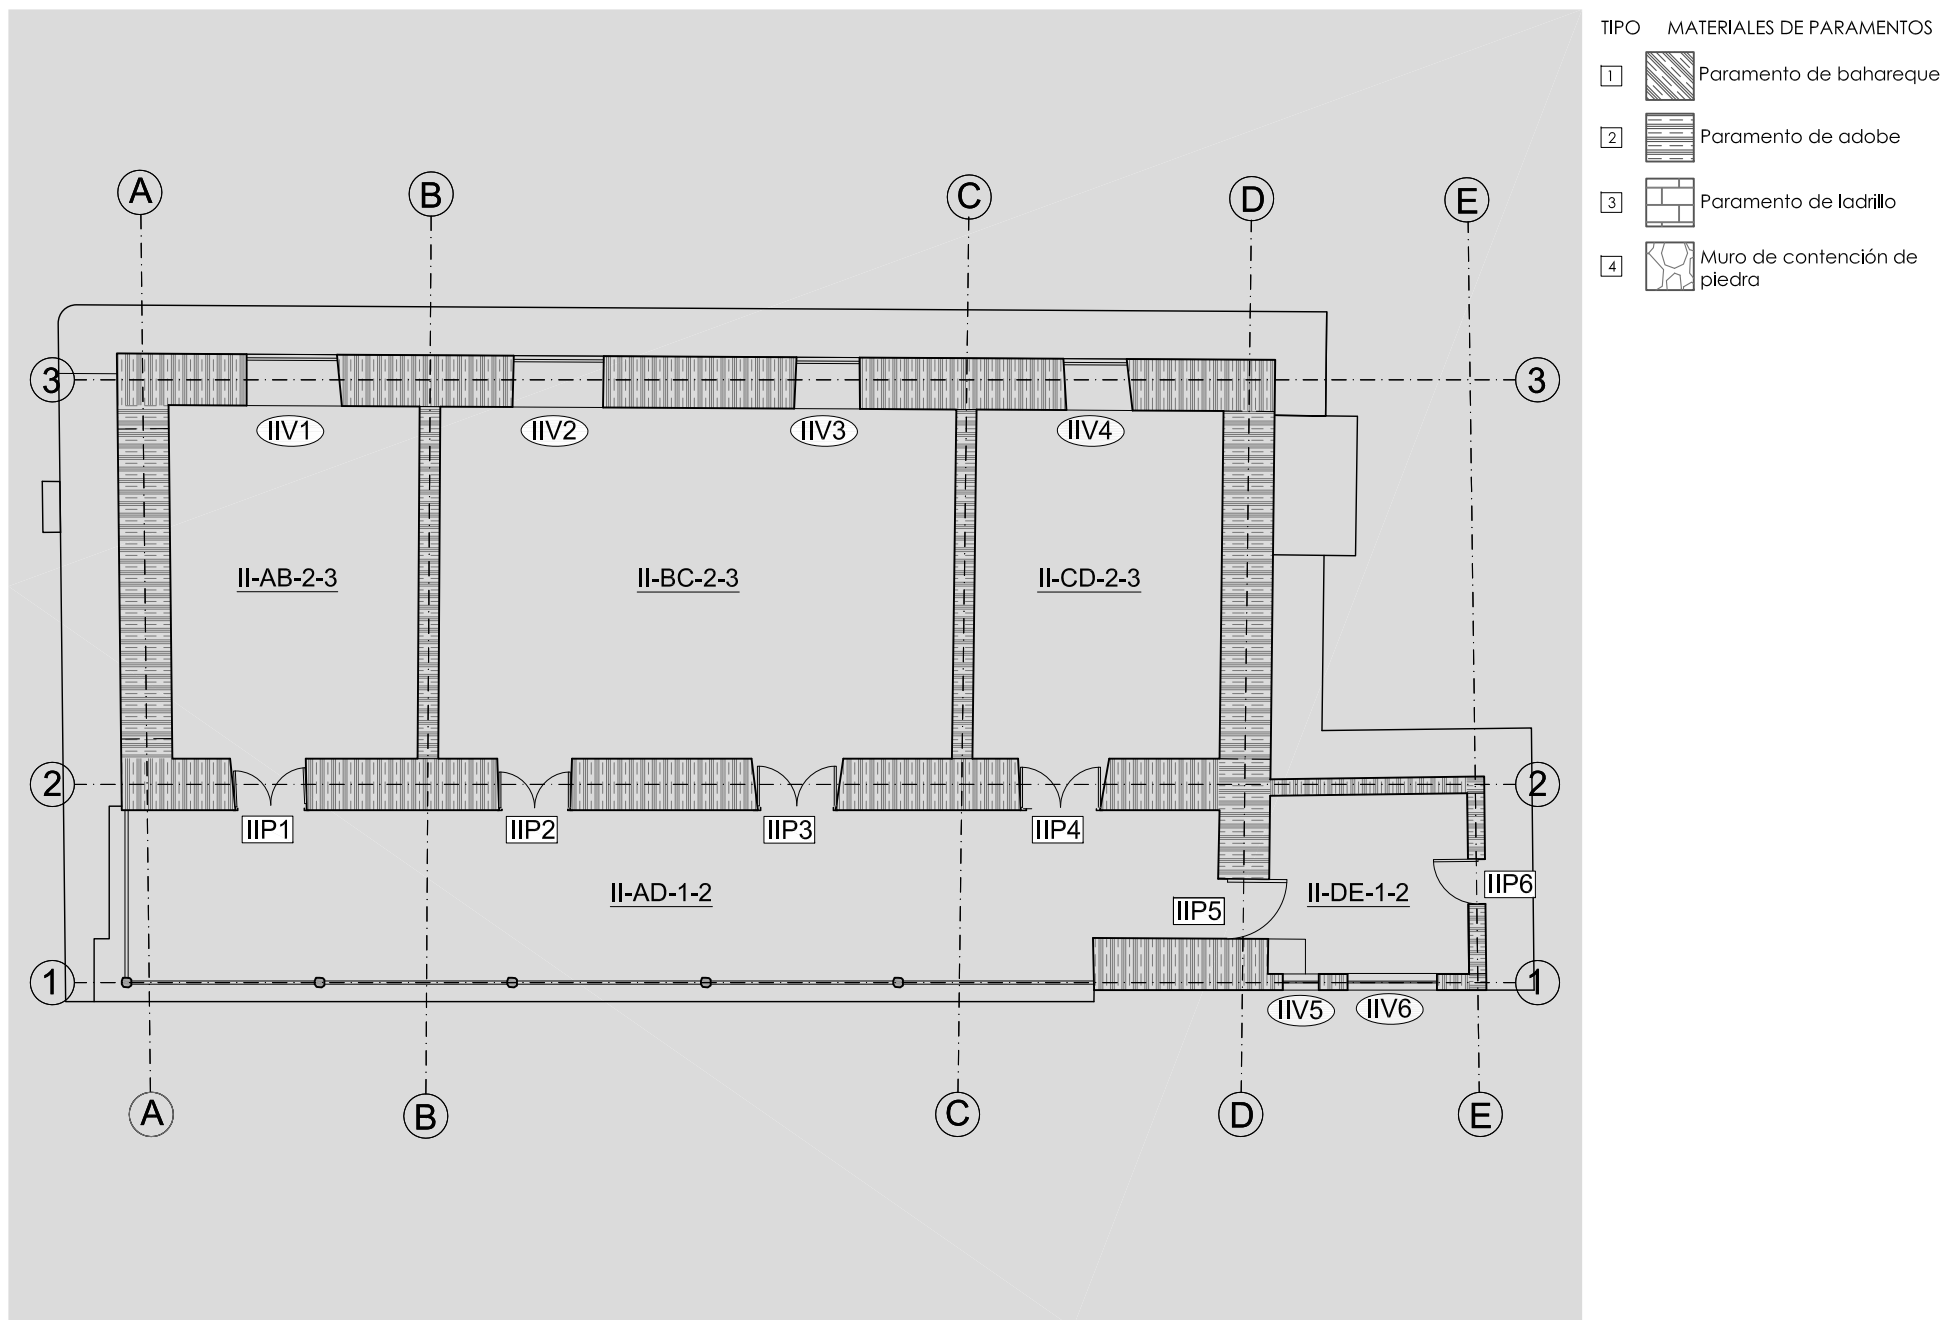 TIPO MATERIALES DE PARAMENTOS
1 Paramento de bahareque
2 Paramento de adobe
3 Paramento de ladrillo
4 Muro de contención de
piedra
A B C D E
3 3
IIV1 IIV2 IIV3 IIV4
II-AB-2-3 II-BC-2-3 II-CD-2-3
2 2
IIP1 IIP2 IIP3 IIP4
II-AD-1-2 II-DE-1-2 IIP6
IIP5
1 1
IIV5 IIV6
A B C D E